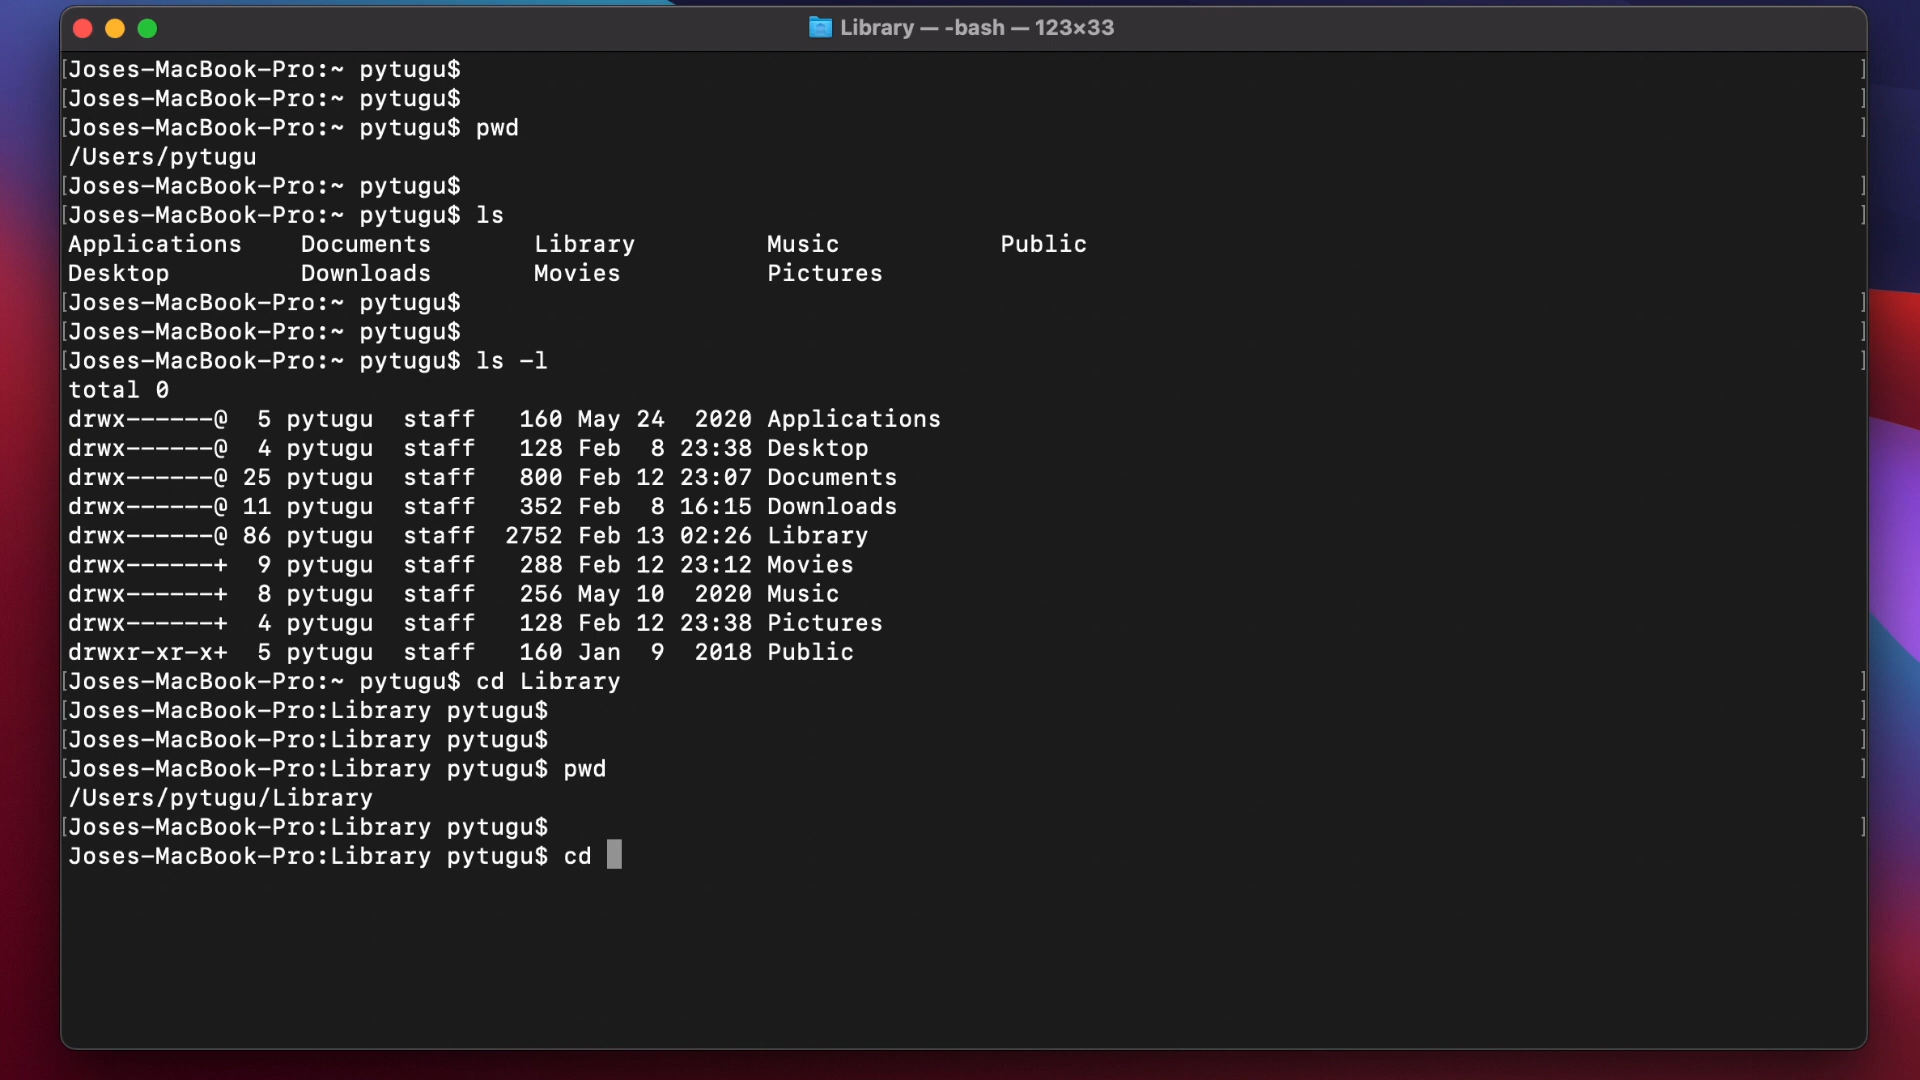 Library — -bash — 123×33
[Joses-MacBook-Pro:~ pytugu$ ]
[Joses-MacBook-Pro:~ pytugu$ ]
[Joses-MacBook-Pro:~ pytugu$ pwd ]
/Users/pytugu
[Joses-MacBook-Pro:~ pytugu$ ]
[Joses-MacBook-Pro:~ pytugu$ ls ]
Applications    Documents       Library         Music           Public
Desktop         Downloads       Movies          Pictures
[Joses-MacBook-Pro:~ pytugu$ ]
[Joses-MacBook-Pro:~ pytugu$ ]
[Joses-MacBook-Pro:~ pytugu$ ls -l ]
total 0
drwx------@  5 pytugu  staff   160 May 24  2020 Applications
drwx------@  4 pytugu  staff   128 Feb  8 23:38 Desktop
drwx------@ 25 pytugu  staff   800 Feb 12 23:07 Documents
drwx------@ 11 pytugu  staff   352 Feb  8 16:15 Downloads
drwx------@ 86 pytugu  staff  2752 Feb 13 02:26 Library
drwx------+  9 pytugu  staff   288 Feb 12 23:12 Movies
drwx------+  8 pytugu  staff   256 May 10  2020 Music
drwx------+  4 pytugu  staff   128 Feb 12 23:38 Pictures
drwxr-xr-x+  5 pytugu  staff   160 Jan  9  2018 Public
[Joses-MacBook-Pro:~ pytugu$ cd Library ]
[Joses-MacBook-Pro:Library pytugu$ ]
[Joses-MacBook-Pro:Library pytugu$ ]
[Joses-MacBook-Pro:Library pytugu$ pwd ]
/Users/pytugu/Library
[Joses-MacBook-Pro:Library pytugu$ ]
Joses-MacBook-Pro:Library pytugu$ cd